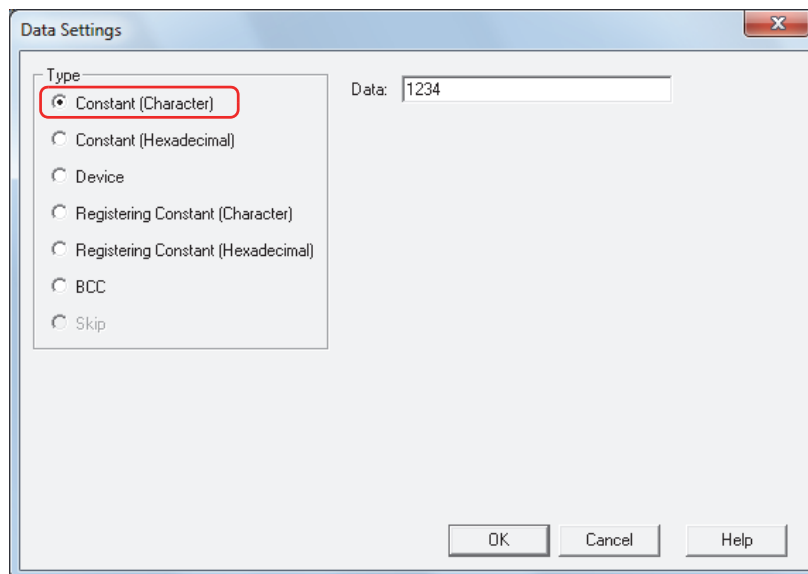 Data Settings
Type
Constant (Character)
Data: 1234
Constant (Hexadecimal)
Device
Registering Constant (Character)
Registering Constant (Hexadecimal)
BCC
Skip
OK Cancel Help